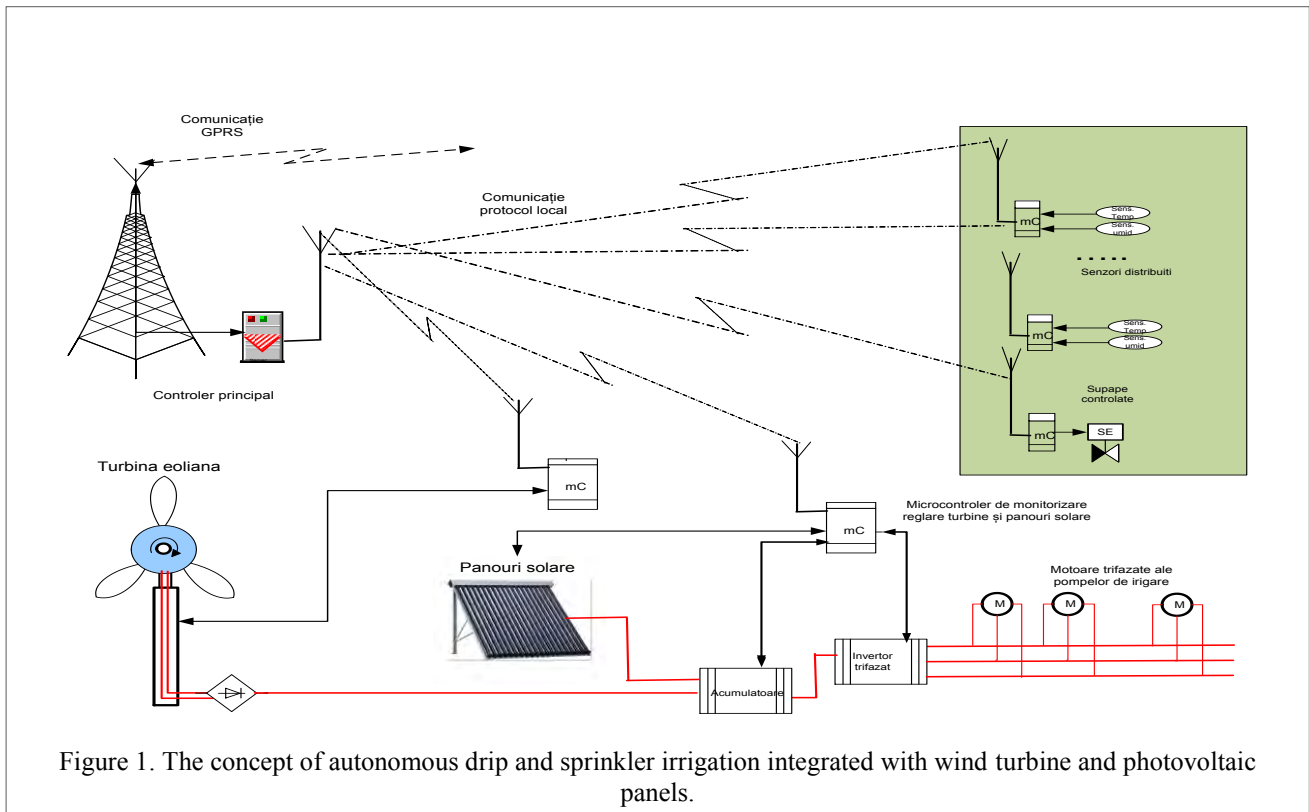 Comunicație
GPRS
Comunicație
protocol local
Sens.
Temp
mC
Sens.
umid
Senzori distribuiti
Sens.
Temp
mC
Sens.
umid
Controler principal
Supape
controlate
mC
SE
Turbina eoliana
mC
Microcontroler de monitorizare
reglare turbine și panouri solare
mC
Panouri solare
Motoare trifazate ale
pompelor de irigare
M
M
M
Invertor
trifazat
Acumulatoare
Figure 1. The concept of autonomous drip and sprinkler irrigation integrated with wind turbine and photovoltaic
panels.